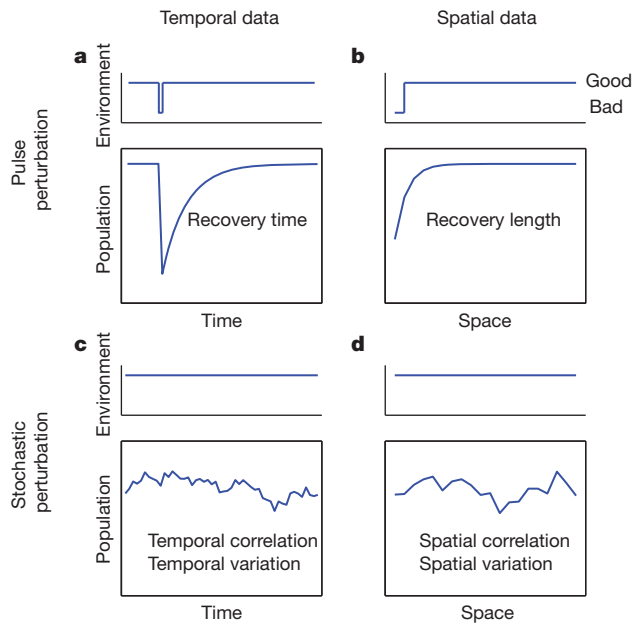 Temporal data
Spatial data
a
b
Environment
Good
Bad
Pulse
perturbation
Population
Recovery time
Recovery length
Time
Space
c
d
Environment
Stochastic
perturbation
Population
Temporal correlation
Temporal variation
Spatial correlation
Spatial variation
Time
Space